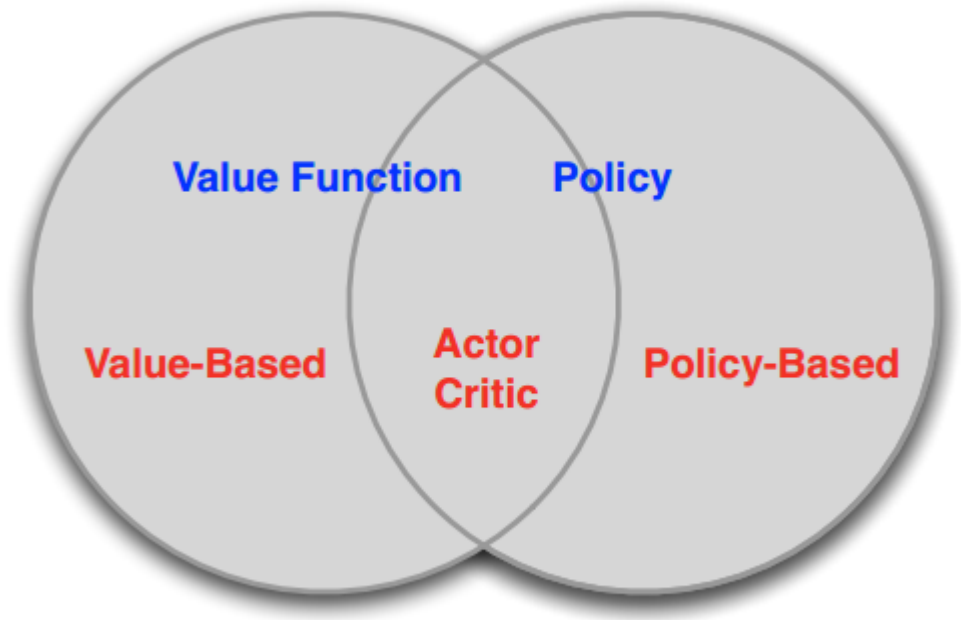 Value Function
Policy
Value-Based
Actor
Critic
Policy-Based